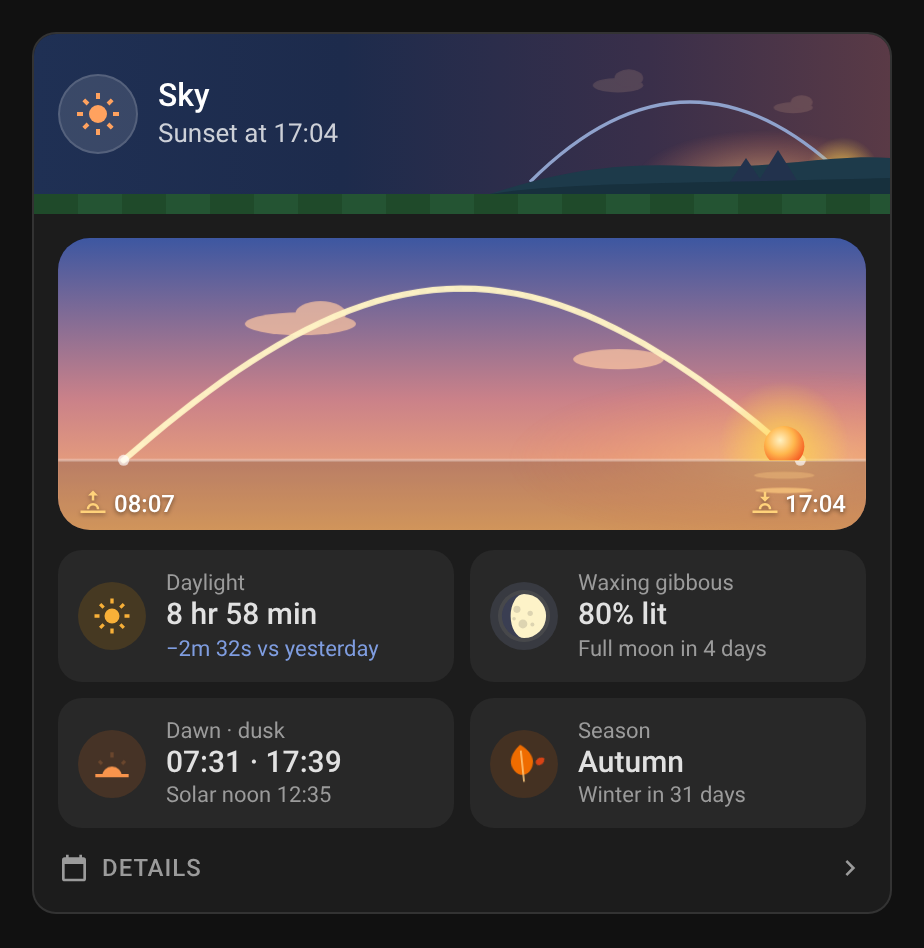 Sky
Sunset at 17:04
08:07
17:04
Daylight
8 hr 58 min
−2m 32s vs yesterday
Waxing gibbous
80% lit
Full moon in 4 days
Dawn · dusk
07:31 · 17:39
Solar noon 12:35
Season
Autumn
Winter in 31 days
DETAILS